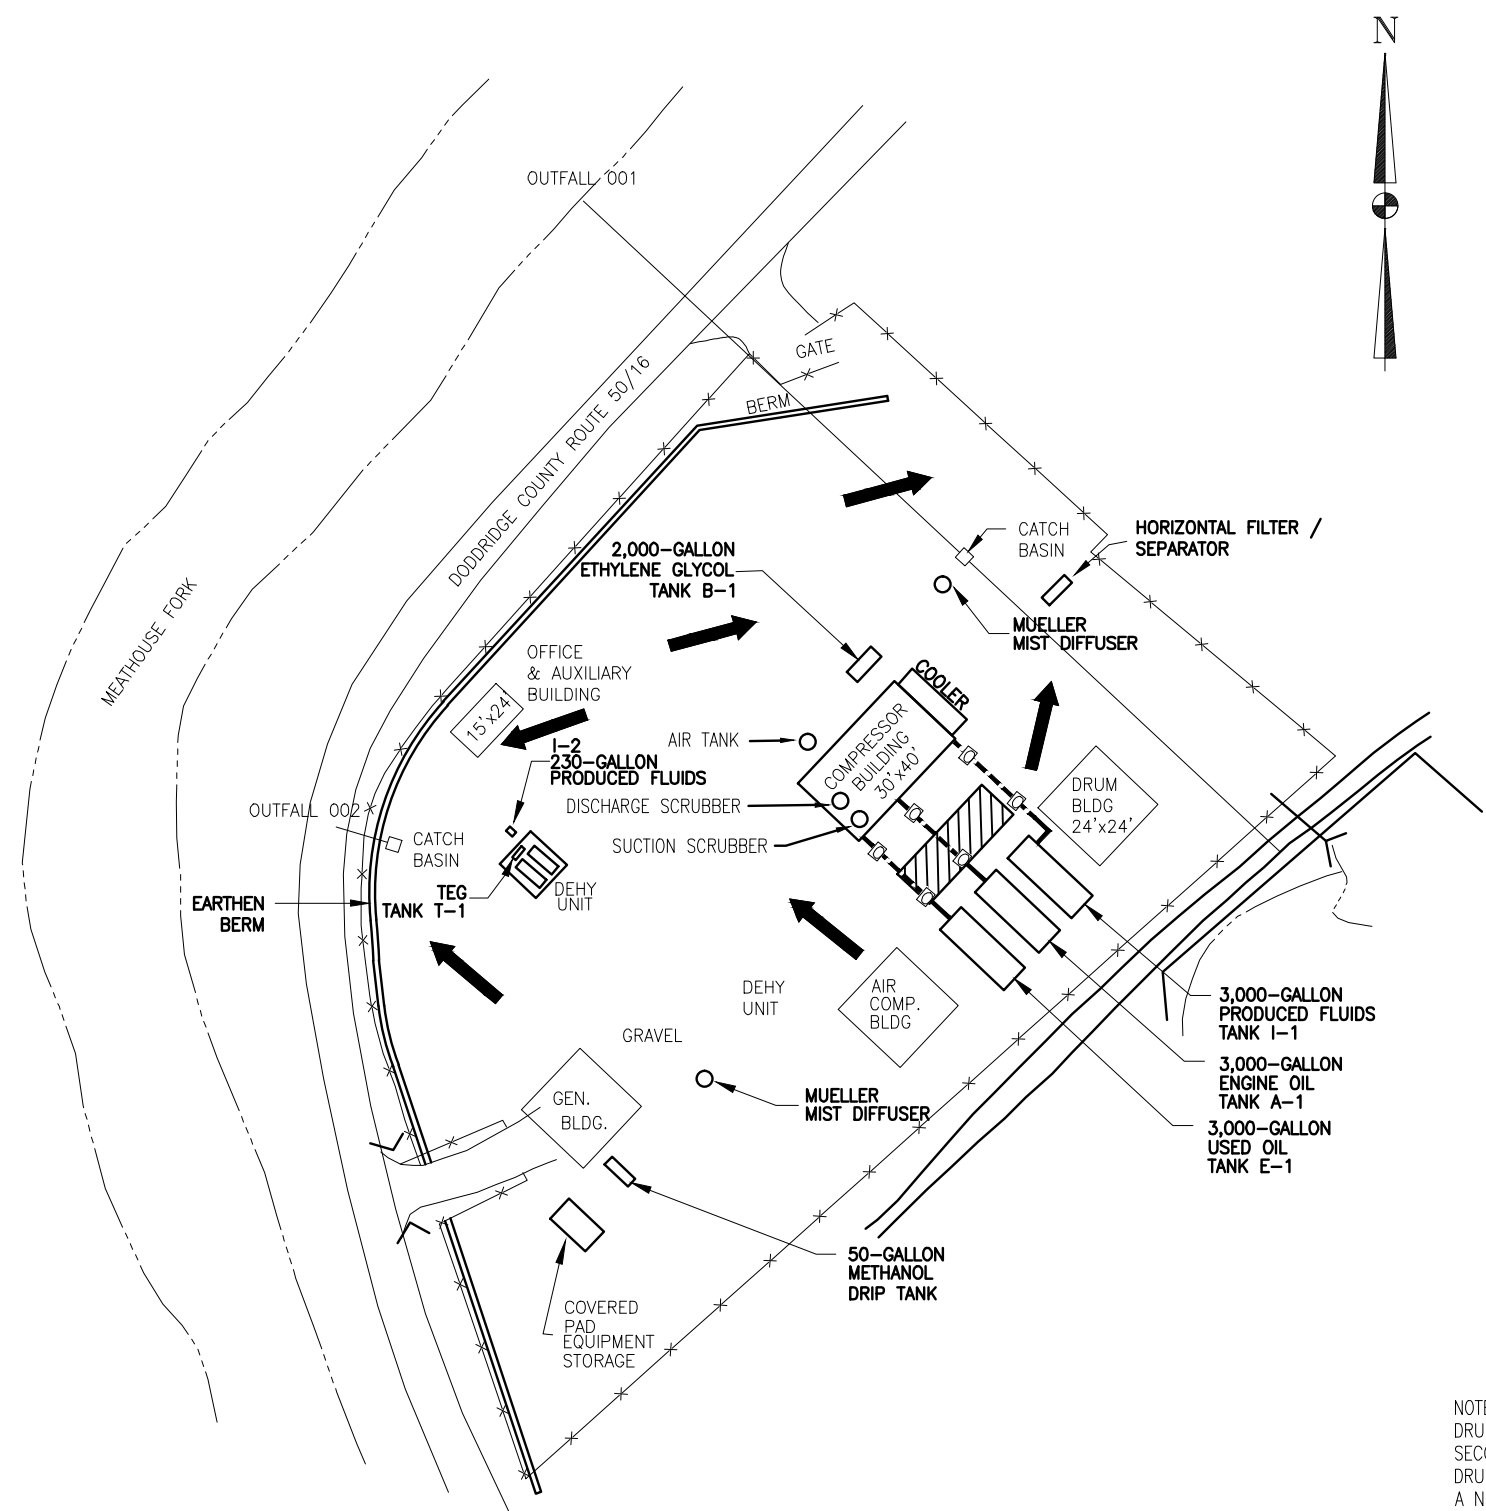 N
OUTFALL 001
GATE
DODDRIDGE COUNTY ROUTE 50/16
BERM
MEATHOUSE FORK
2,000-GALLON
ETHYLENE GLYCOL
TANK B-1
CATCH
BASIN
HORIZONTAL FILTER /
SEPARATOR
MUELLER
MIST DIFFUSER
OFFICE
& AUXILIARY
BUILDING
15'x24'
COOLER
COMPRESSOR
BUILDING
30'x40'
AIR TANK
I-2
230-GALLON
PRODUCED FLUIDS
DISCHARGE SCRUBBER
SUCTION SCRUBBER
DRUM
BLDG
24'x24'
OUTFALL 002
CATCH
BASIN
TEG
TANK T-1
DEHY
UNIT
EARTHEN
BERM
DEHY
UNIT
AIR
COMP.
BLDG
3,000-GALLON
PRODUCED FLUIDS
TANK I-1
GRAVEL
3,000-GALLON
ENGINE OIL
TANK A-1
GEN.
BLDG.
MUELLER
MIST DIFFUSER
3,000-GALLON
USED OIL
TANK E-1
50-GALLON
METHANOL
DRIP TANK
COVERED
PAD
EQUIPMENT
STORAGE
DRU
A N